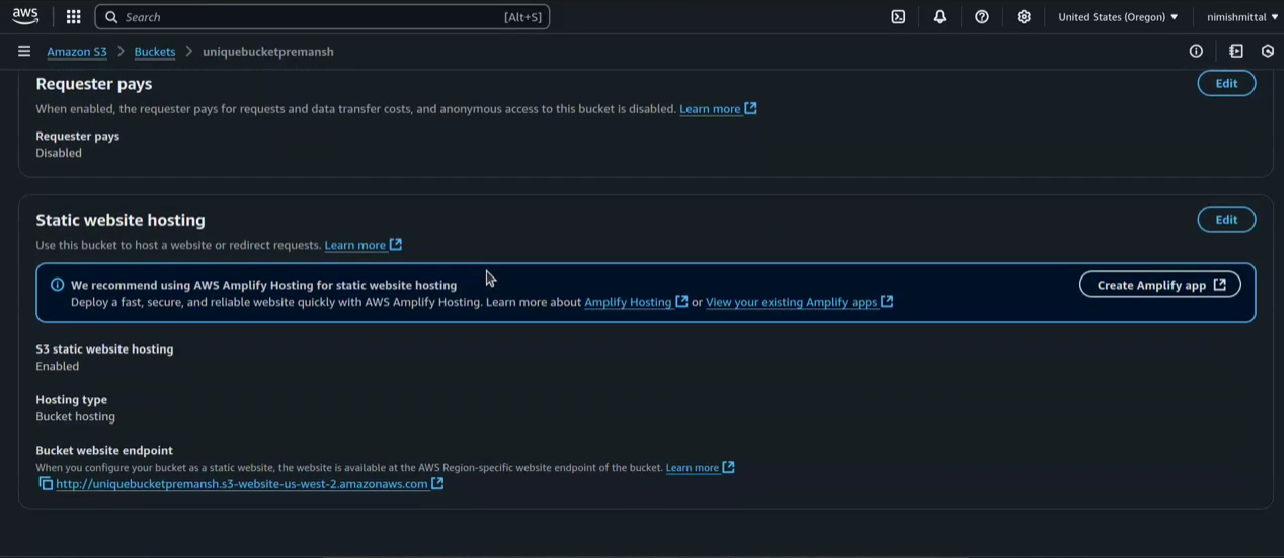 aws Search [Alt+S] United States (Oregon) nimishmittal
Amazon S3 > Buckets > uniquebucketpremansh
Requester pays Edit
When enabled, the requester pays for requests and data transfer costs, and anonymous access to this bucket is disabled. Learn more
Requester pays
Disabled
Static website hosting Edit
Use this bucket to host a website or redirect requests. Learn more
We recommend using AWS Amplify Hosting for static website hosting Create Amplify app
Deploy a fast, secure, and reliable website quickly with AWS Amplify Hosting. Learn more about Amplify Hosting or View your existing Amplify apps
S3 static website hosting
Enabled
Hosting type
Bucket hosting
Bucket website endpoint
When you configure your bucket as a static website, the website is available at the AWS Region-specific website endpoint of the bucket. Learn more
http://uniquebucketpremansh.s3-website-us-west-2.amazonaws.com